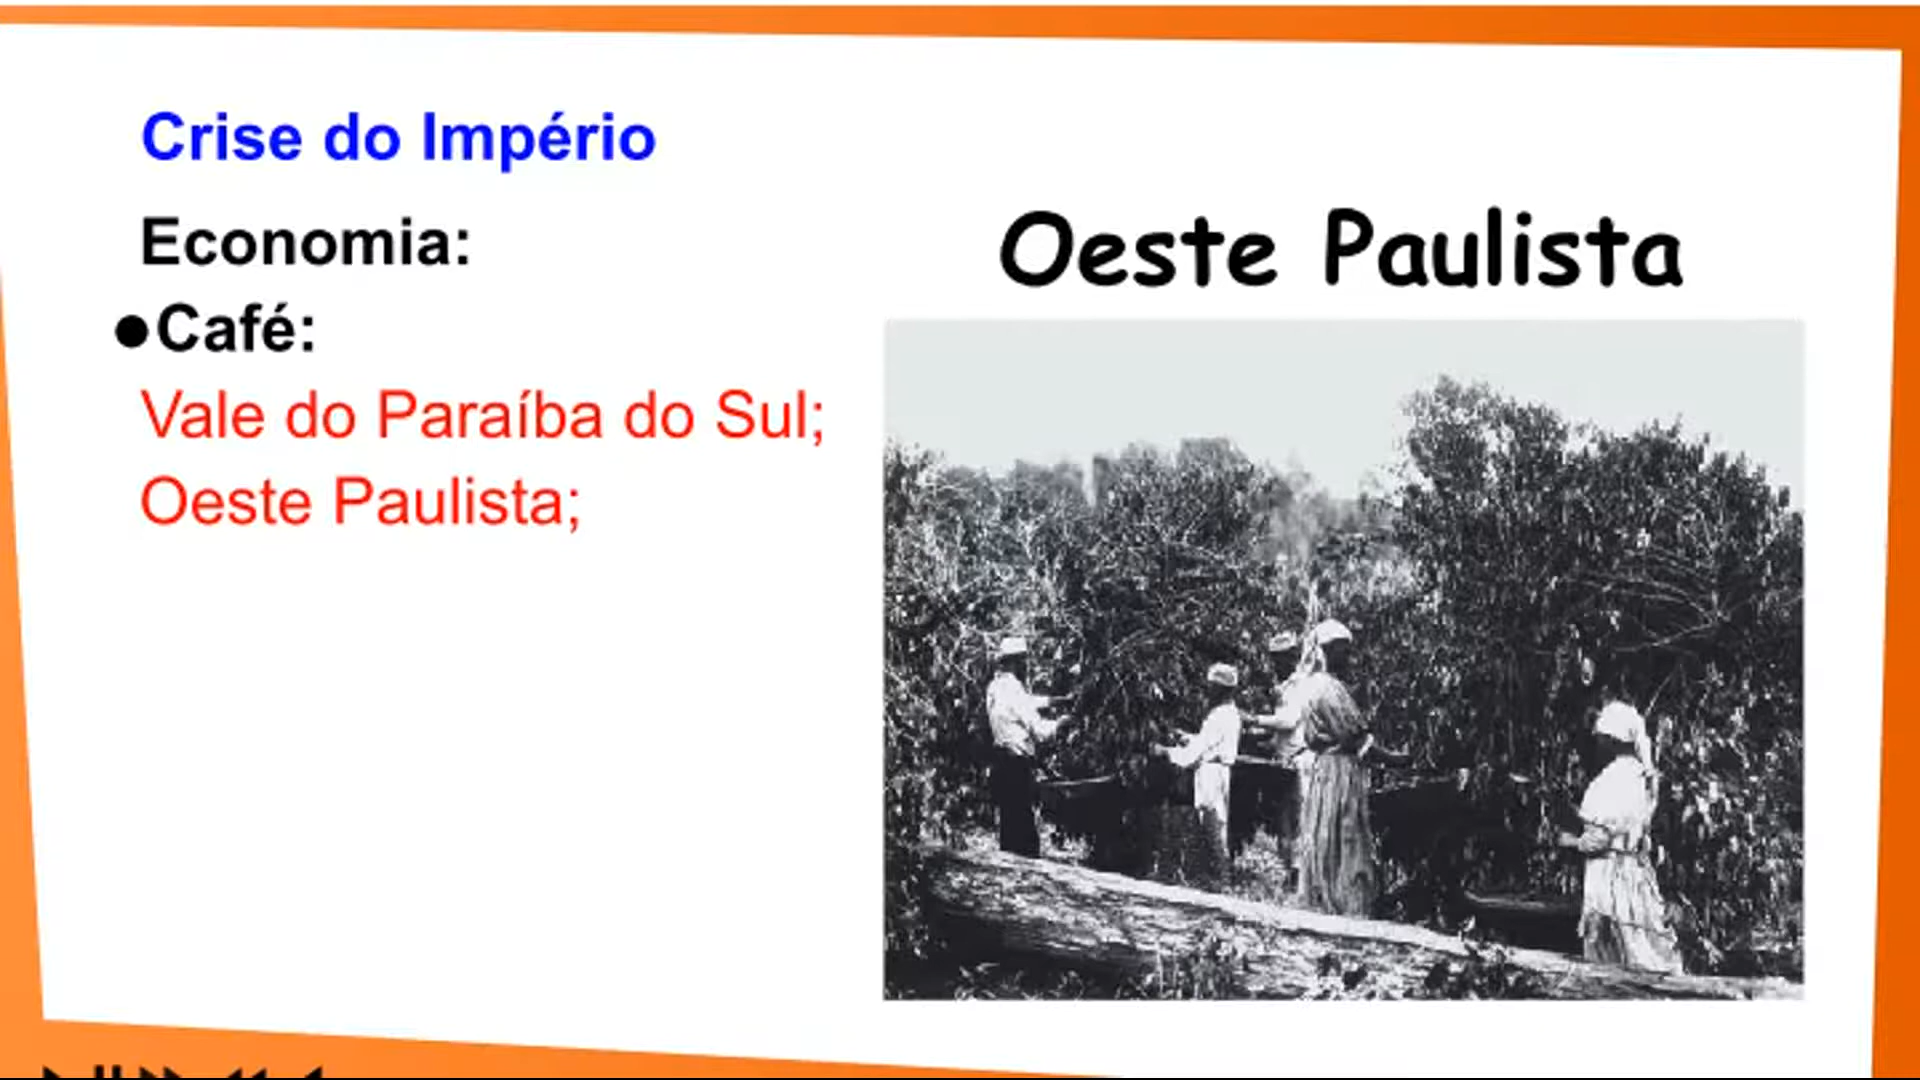 Crise do Império
Economia:
●Café:
Vale do Paraíba do Sul;
Oeste Paulista;
Oeste Paulista